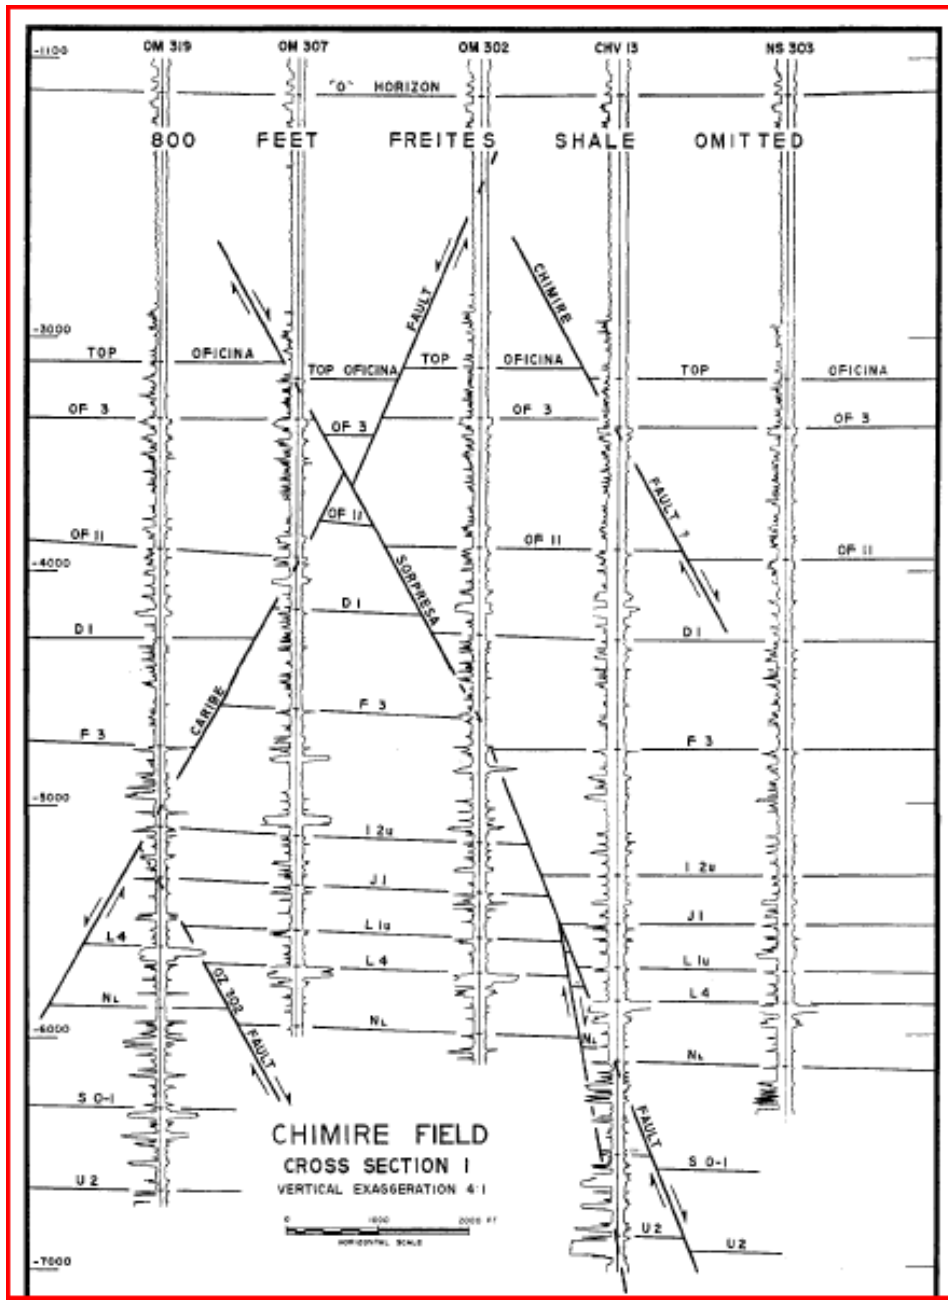 OM 319 OM 307 OM 302 CHV 13 NS 303
-1100
"O" HORIZON
800 FEET FREITES SHALE OMITTED
CHIMIRE
FAULT
-3000
TOP OFICINA TOP OFICINA TOP OFICINA TOP OFICINA
OF 3 OF 3 OF 3 OF 3
FAULT ?
OF 11 OF 11 OF 11 OF 11
-4000
SORPRESA
D 1 D 1 D 1
CARIBE
F 3 F 3 F 3
-5000
I 2u I 2u
J 1 J 1
L 1u L 1u
L 4 L 4 L 4
OZ 302 FAULT
NL NL NL NL
-6000
S O-1 FAULT S O-1
CHIMIRE FIELD
CROSS SECTION 1
VERTICAL EXAGGERATION 4:1
U 2 U 2 U 2
0 1000 2000 FT
HORIZONTAL SCALE
-7000